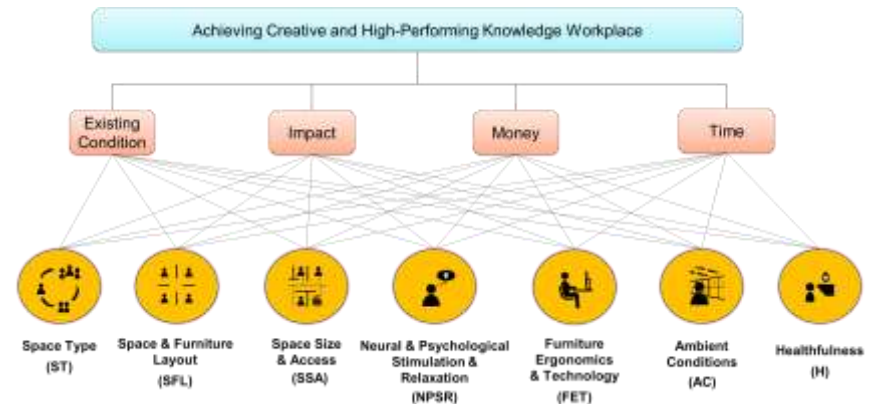 Achieving Creative and High-Performing Knowledge Workplace
Existing
Condition
Impact
Money
Time
Space Type
(ST)
Space & Furniture
Layout
(SFL)
Space Size
& Access
(SSA)
Neural & Psychological
Stimulation &
Relaxation
(NPSR)
Furniture
Ergonomics
& Technology
(FET)
Ambient
Conditions
(AC)
Healthfulness
(H)